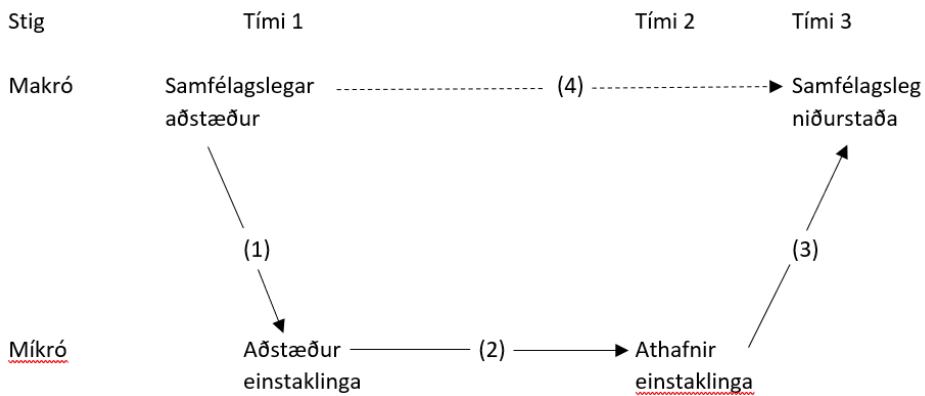 Stig Tími 1 Tími 2 Tími 3
Makró Samfélagslegar (4) Samfélagsleg
aðstæður niðurstaða
(1) (3)
Míkró Aðstæður (2) Athafnir
einstaklinga einstaklinga